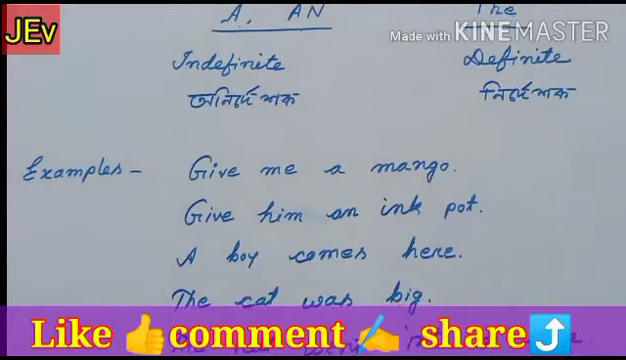 JEv
A, AN The
Made with KINEMASTER
Indefinite Definite
অনির্দেশক নির্দেশক
Examples - Give me a mango.
Give him an ink pot.
A boy comes here.
The cat was big.
Like 👍comment ✍️ share⤴️